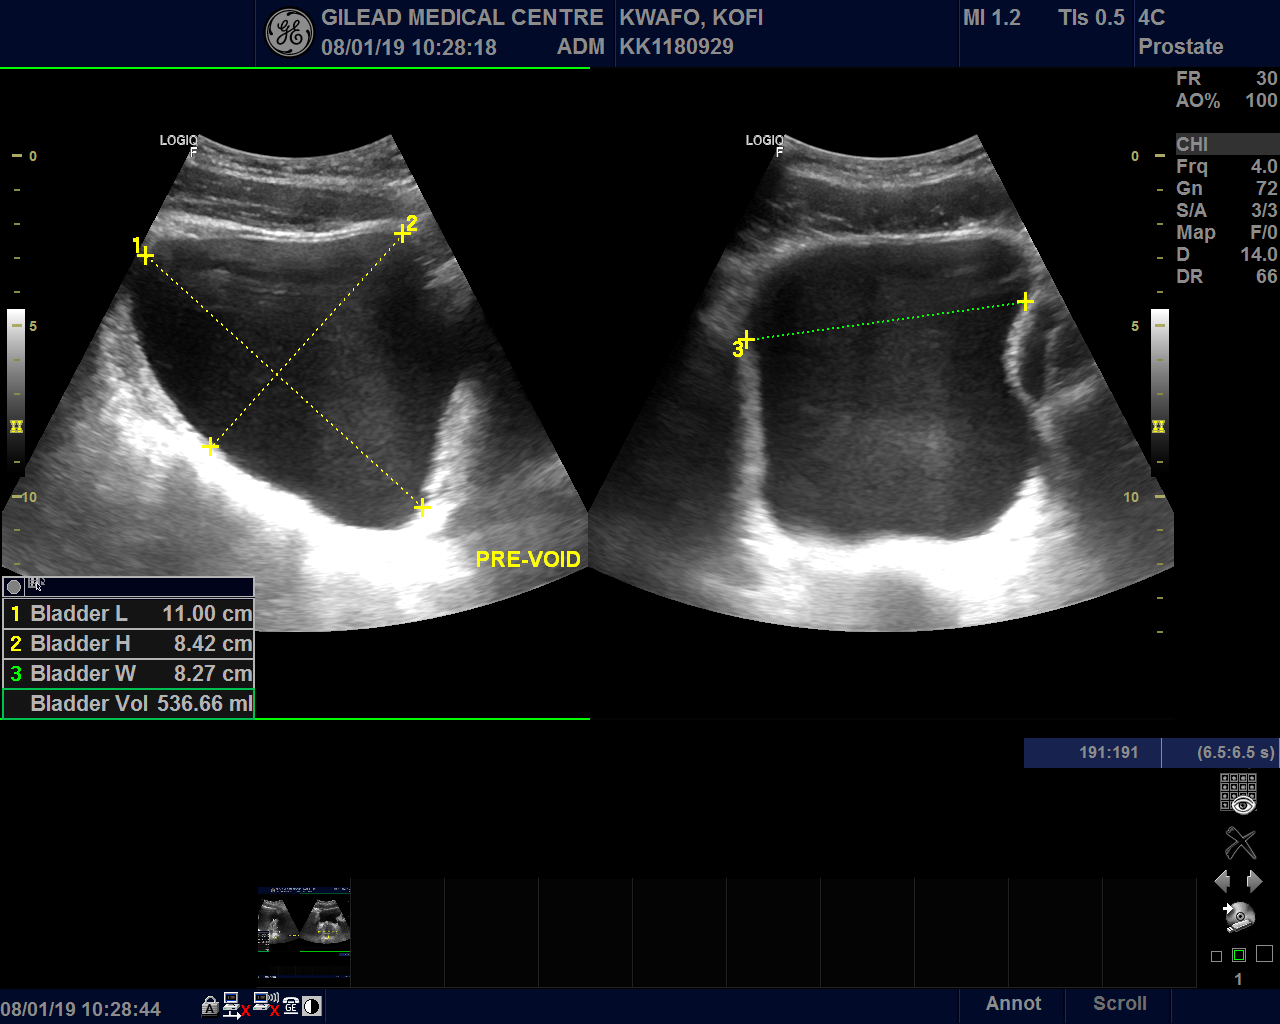 GILEAD MEDICAL CENTRE
08/01/19 10:28:18 ADM
KWAFO, KOFI
KK1180929
MI 1.2 TIs 0.5
4C
Prostate
FR 30
AO% 100
CHI
Frq 4.0
Gn 72
S/A 3/3
Map F/0
D 14.0
DR 66
LOGIQ
F
LOGIQ
F
0
5
10
0
5
10
1
2
3
PRE-VOID
1 Bladder L 11.00 cm
2 Bladder H 8.42 cm
3 Bladder W 8.27 cm
Bladder Vol 536.66 ml
191:191 (6.5:6.5 s)
1
08/01/19 10:28:44
Annot
Scroll